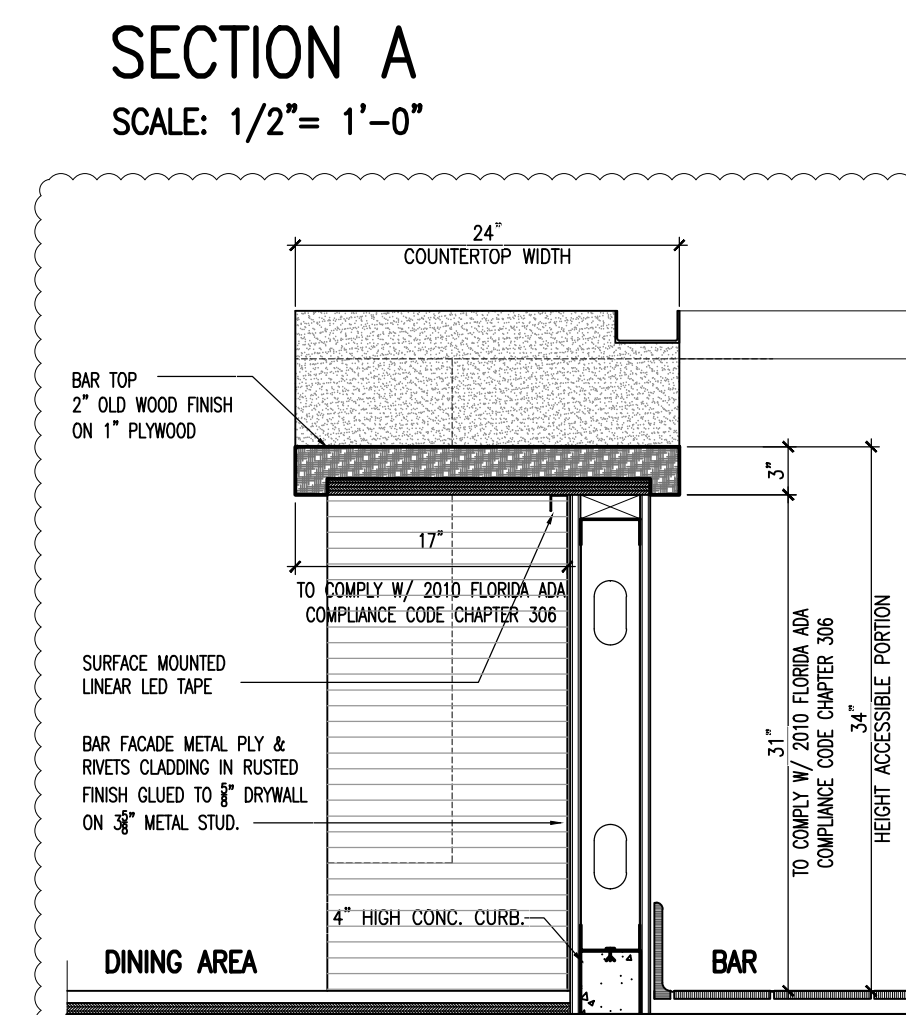 SECTION A
SCALE: 1/2"= 1'-0"
24"
COUNTERTOP WIDTH
BAR TOP
2" OLD WOOD FINISH
ON 1" PLYWOOD
3"
17"
TO COMPLY W/ 2010 FLORIDA ADA
COMPLIANCE CODE CHAPTER 306
SURFACE MOUNTED
LINEAR LED TAPE
BAR FACADE METAL PLY &
RIVETS CLADDING IN RUSTED
FINISH GLUED TO 5/8" DRYWALL
ON 3 5/8" METAL STUD.
31"
TO COMPLY W/ 2010 FLORIDA ADA
COMPLIANCE CODE CHAPTER 306
34"
HEIGHT ACCESSIBLE PORTION
4" HIGH CONC. CURB.
DINING AREA
BAR